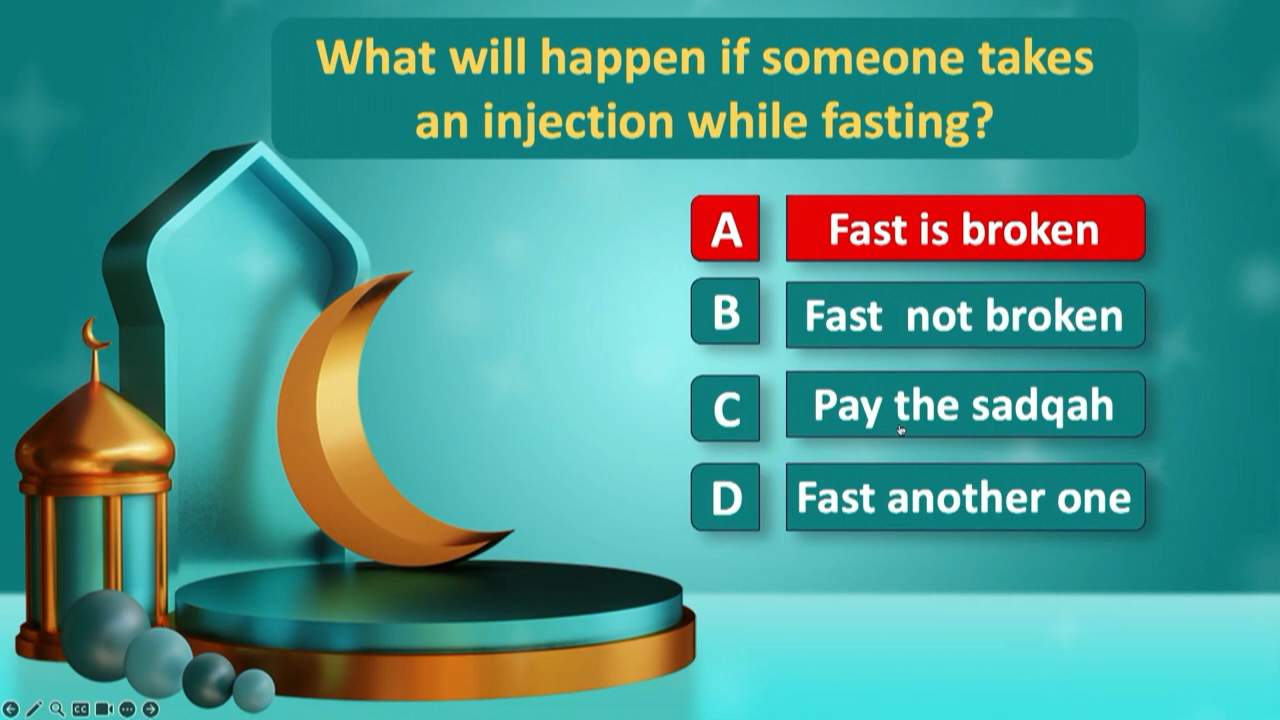 What will happen if someone takes
an injection while fasting?
A Fast is broken
B Fast not broken
C Pay the sadqah
D Fast another one
CC